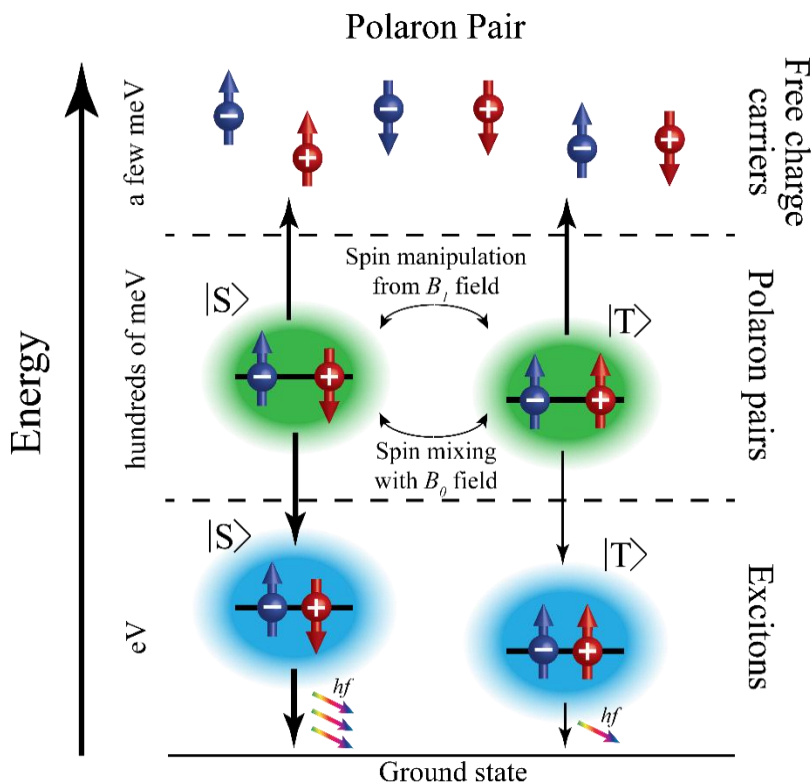 Polaron Pair
Energy
a few meV
hundreds of meV
eV
Free charge
carriers
Polaron pairs
Excitons
− + − + − +
Spin manipulation
from B₁ field
|S⟩
|T⟩
− + − +
Spin mixing
with B₀ field
|S⟩
|T⟩
− + − +
hf
hf
Ground state